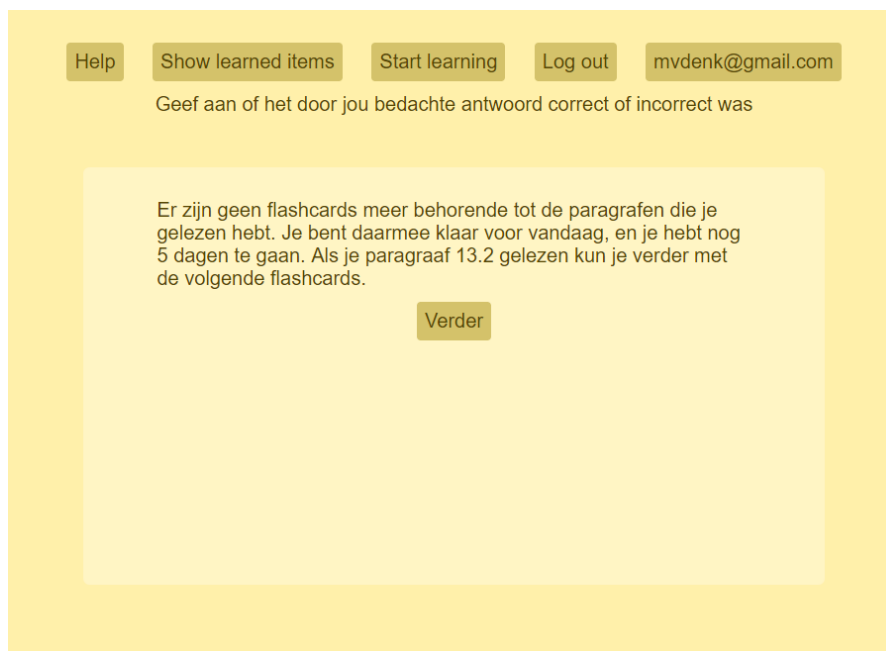 Help Show learned items Start learning Log out mvdenk@gmail.com
Geef aan of het door jou bedachte antwoord correct of incorrect was
Er zijn geen flashcards meer behorende tot de paragrafen die je
gelezen hebt. Je bent daarmee klaar voor vandaag, en je hebt nog
5 dagen te gaan. Als je paragraaf 13.2 gelezen kun je verder met
de volgende flashcards.
Verder